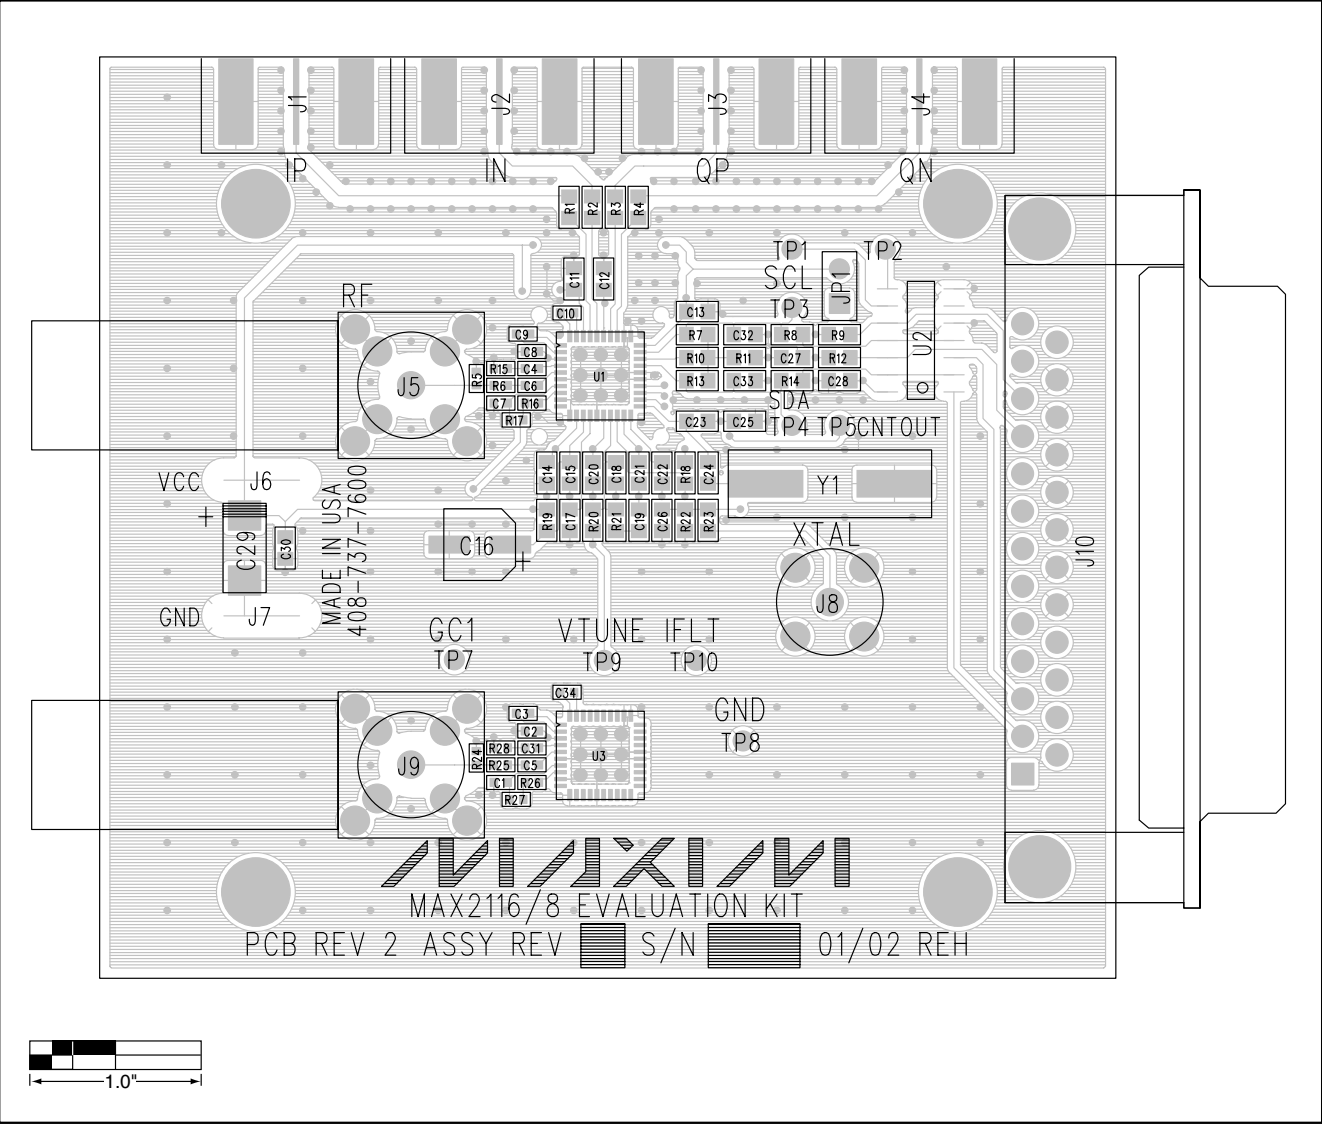 J1 J2 J3 J4
IP IN QP QN
R1 R2 R3 R4
TP1 TP2
SCL
C11 C12 JP1
RF
TP3
C10 C13
C9 R7 C32 R8 R9 U2
C8 R10 R11 C27 R12
R15 C4
R5 R6 C6 U1 R13 C33 R14 C28
J5
C7 R16 SDA
R17 C23 C25 TP4 TP5 CNTOUT
VCC J6 C14 C15 C20 C18 C21 C22 R18 C24 Y1
+
R19 C17 R20 R21 C19 C26 R22 R23
XTAL
C29 C30 C16 + J10
MADE IN USA
408-737-7600
GND J7 J8
GC1 VTUNE IFLT
TP7 TP9 TP10
C34
C3 GND
C2 TP8
R28 C31
R24 R25 C5 U3
J9
C1 R26
R27
MAXIM
MAX2116/8 EVALUATION KIT
PCB REV 2 ASSY REV S/N 01/02 REH
1.0"